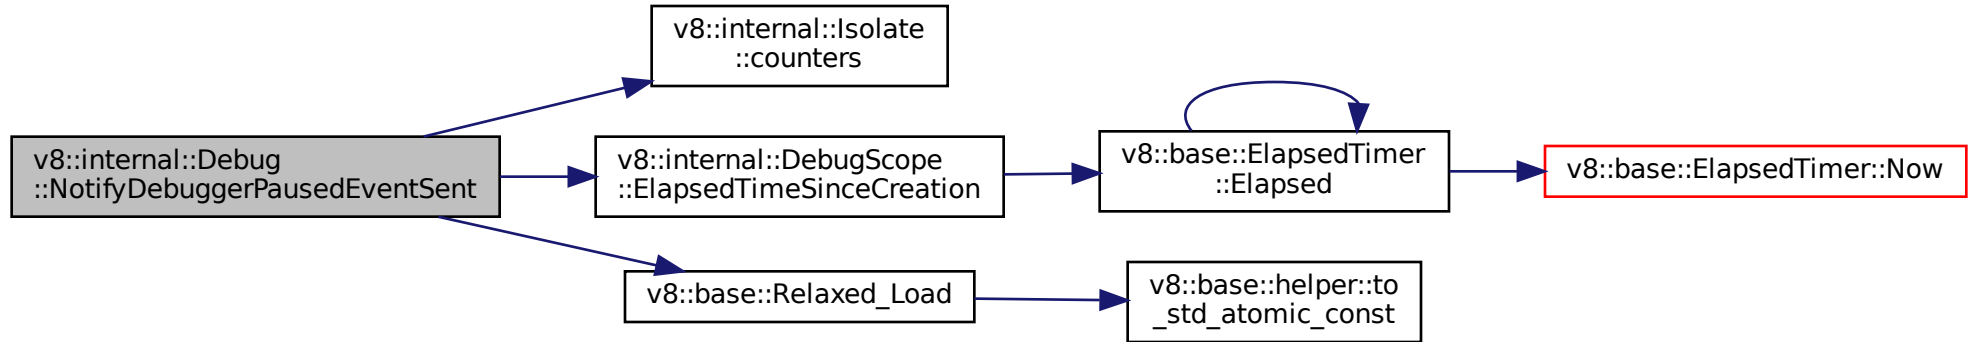 v8::internal::Isolate
::counters
v8::internal::Debug
::NotifyDebuggerPausedEventSent
v8::internal::DebugScope
::ElapsedTimeSinceCreation
v8::base::ElapsedTimer
::Elapsed
v8::base::ElapsedTimer::Now
v8::base::Relaxed_Load
v8::base::helper::to
_std_atomic_const